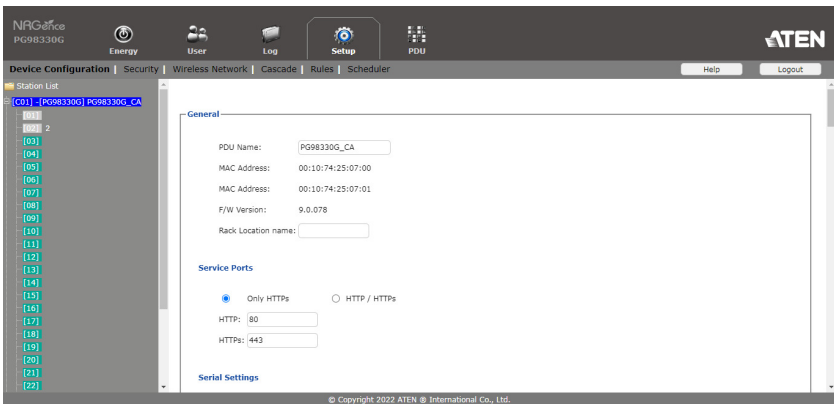 NRGence
PG98330G
Energy
User
Log
Setup
PDU
ATEN
Device Configuration | Security | Wireless Network | Cascade | Rules | Scheduler
Help
Logout
Station List
[C01] -[PG98330G] PG98330G_CA
[01]
[02] 2
[03]
[04]
[05]
[06]
[07]
[08]
[09]
[10]
[11]
[12]
[13]
[14]
[15]
[16]
[17]
[18]
[19]
[20]
[21]
[22]
General
PDU Name: PG98330G_CA
MAC Address: 00:10:74:25:07:00
MAC Address: 00:10:74:25:07:01
F/W Version: 9.0.078
Rack Location name:
Service Ports
Only HTTPs
HTTP / HTTPs
HTTP: 80
HTTPs: 443
Serial Settings
© Copyright 2022 ATEN ® International Co., Ltd.